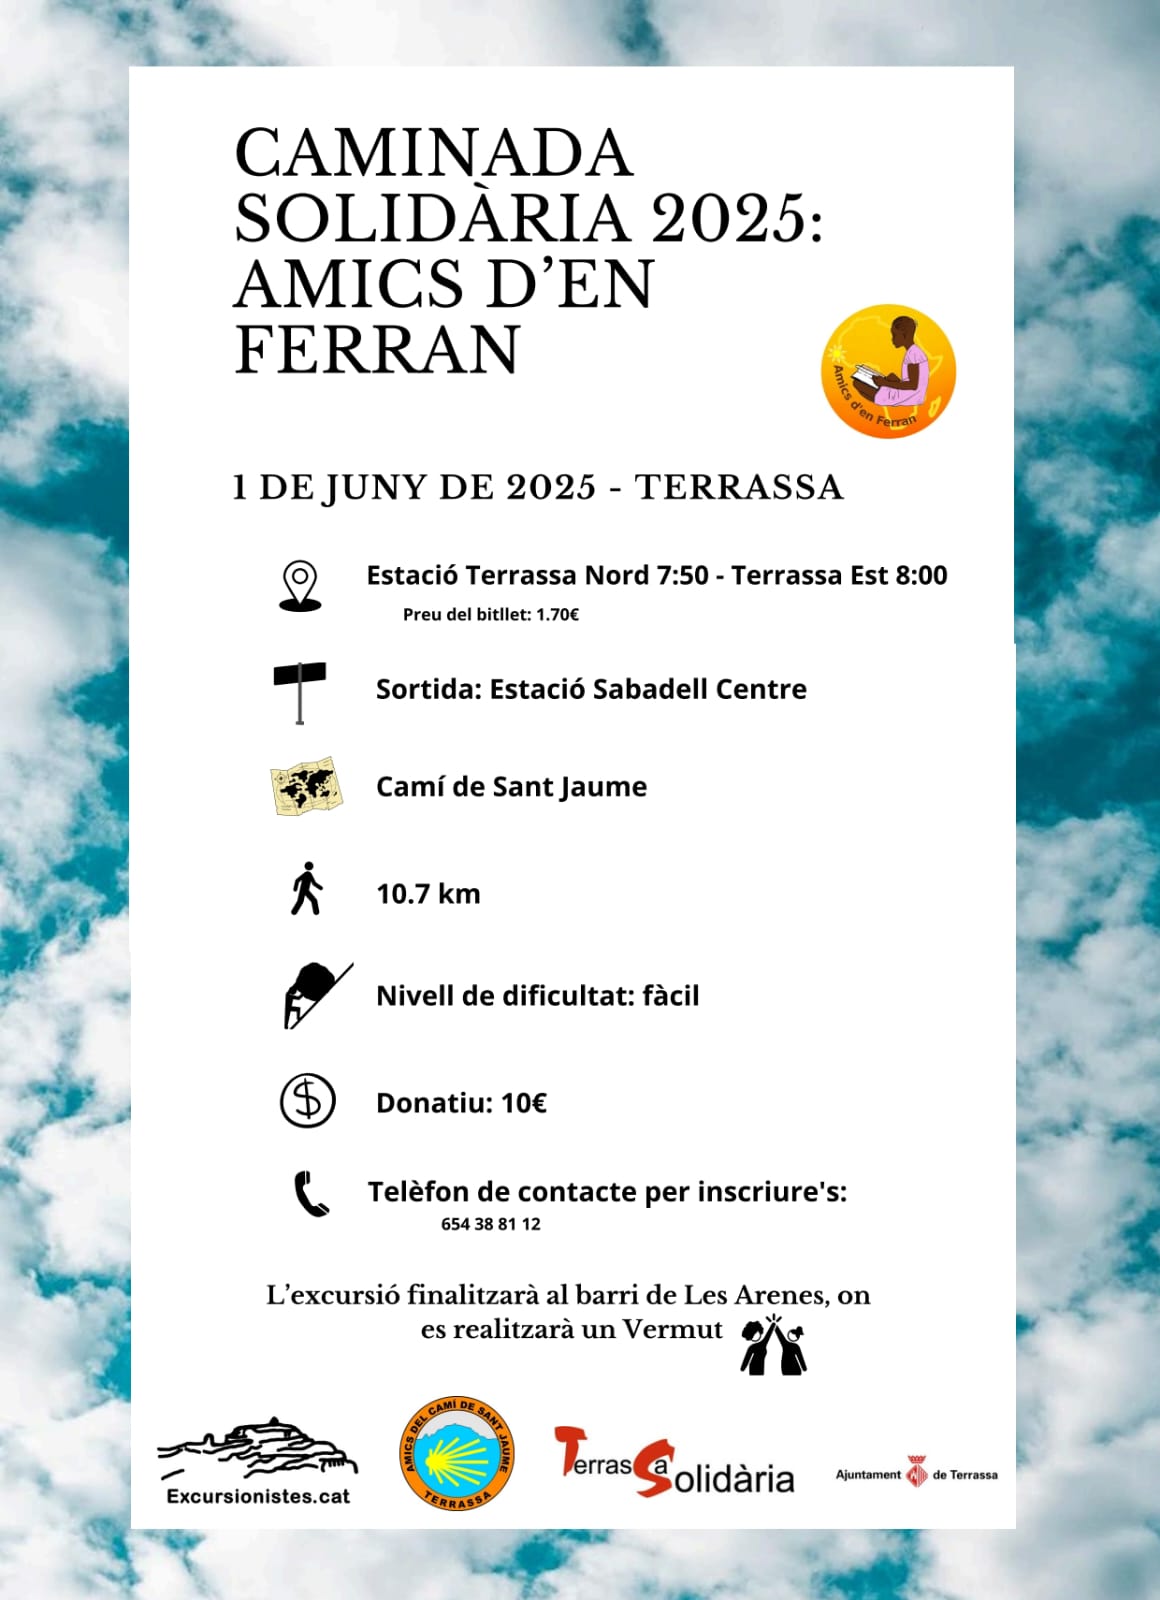 CAMINADA
SOLIDÀRIA 2025:
AMICS D’EN
FERRAN
Amics d'en Ferran
1 DE JUNY DE 2025 - TERRASSA
Estació Terrassa Nord 7:50 - Terrassa Est 8:00
Preu del bitllet: 1.70€
Sortida: Estació Sabadell Centre
Camí de Sant Jaume
10.7 km
Nivell de dificultat: fàcil
Donatiu: 10€
Telèfon de contacte per inscriure's:
654 38 81 12
L’excursió finalitzarà al barri de Les Arenes, on
es realitzarà un Vermut
Excursionistes.cat
AMICS DEL CAMÍ DE SANT JAUME
TERRASSA
Terrassa Solidària
Ajuntament de Terrassa